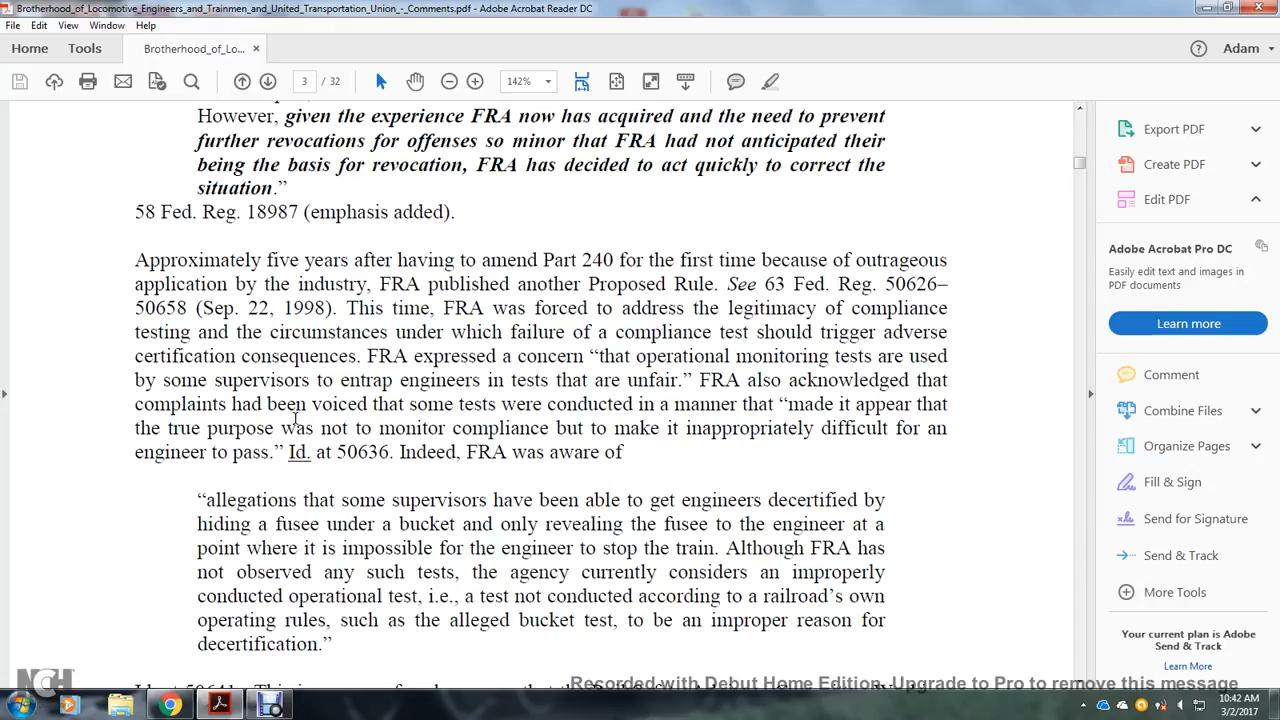 Brotherhood_of_Locomotive_Engineers_and_Trainmen_and_United_Transportation_Union_-_Comments.pdf - Adobe Acrobat Reader DC
File Edit View Window Help
Home Tools Brotherhood_of_Lo... × Adam
3 / 32 142%
However, given the experience FRA now has acquired and the need to prevent
further revocations for offenses so minor that FRA had not anticipated their
being the basis for revocation, FRA has decided to act quickly to correct the
situation.”
58 Fed. Reg. 18987 (emphasis added).
Approximately five years after having to amend Part 240 for the first time because of outrageous
application by the industry, FRA published another Proposed Rule. See 63 Fed. Reg. 50626–
50658 (Sep. 22, 1998). This time, FRA was forced to address the legitimacy of compliance
testing and the circumstances under which failure of a compliance test should trigger adverse
certification consequences. FRA expressed a concern “that operational monitoring tests are used
by some supervisors to entrap engineers in tests that are unfair.” FRA also acknowledged that
complaints had been voiced that some tests were conducted in a manner that “made it appear that
the true purpose was not to monitor compliance but to make it inappropriately difficult for an
engineer to pass.” Id. at 50636. Indeed, FRA was aware of
“allegations that some supervisors have been able to get engineers decertified by
hiding a fusee under a bucket and only revealing the fusee to the engineer at a
point where it is impossible for the engineer to stop the train. Although FRA has
not observed any such tests, the agency currently considers an improperly
conducted operational test, i.e., a test not conducted according to a railroad’s own
operating rules, such as the alleged bucket test, to be an improper reason for
decertification.”
Export PDF
Create PDF
Edit PDF
Adobe Acrobat Pro DC
Easily edit text and images in
PDF documents
Learn more
Comment
Combine Files
Organize Pages
Fill & Sign
Send for Signature
Send & Track
More Tools
Your current plan is Adobe
Send & Track
Learn More
NCH
Recorded with Debut Home Edition. Upgrade to Pro to remove this message
10:42 AM
3/2/2017